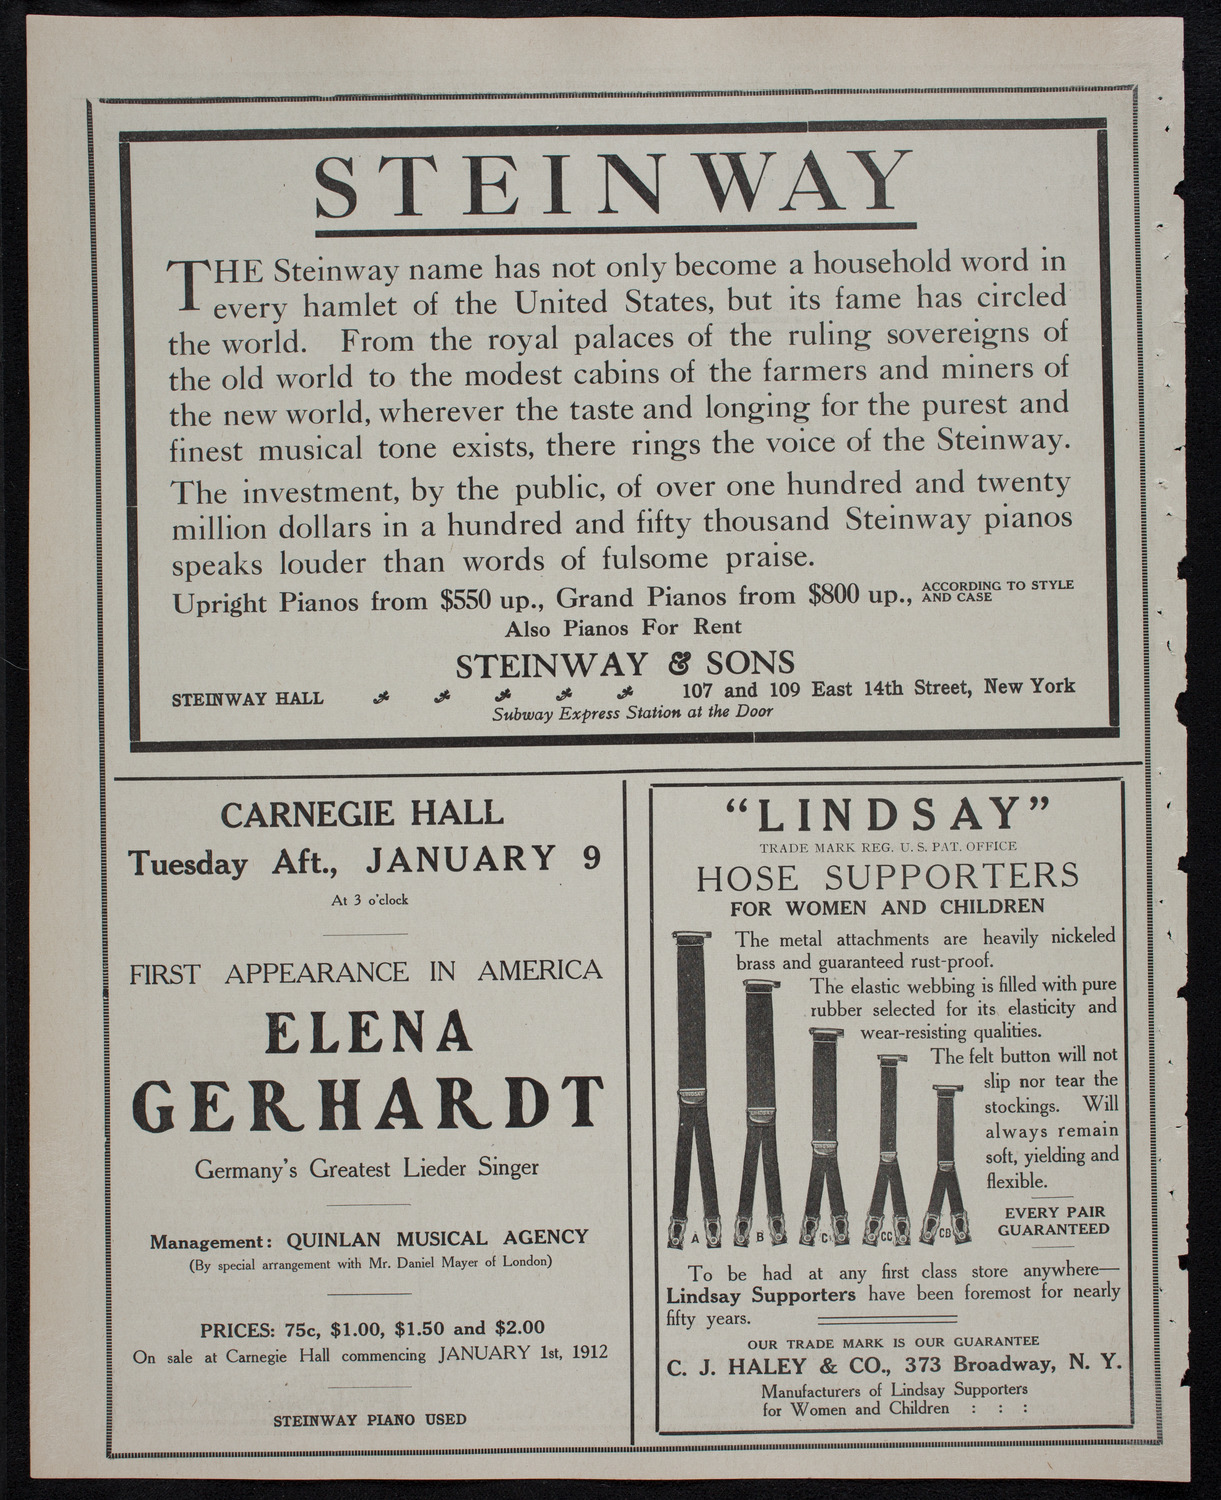 STEINWAY
THE Steinway name has not only become a household word in
every hamlet of the United States, but its fame has circled
the world. From the royal palaces of the ruling sovereigns of
the old world to the modest cabins of the farmers and miners of
the new world, wherever the taste and longing for the purest and
finest musical tone exists, there rings the voice of the Steinway.
The investment, by the public, of over one hundred and twenty
million dollars in a hundred and fifty thousand Steinway pianos
speaks louder than words of fulsome praise.
Upright Pianos from $550 up., Grand Pianos from $800 up., ACCORDING TO STYLE
AND CASE
Also Pianos For Rent
STEINWAY & SONS
STEINWAY HALL 107 and 109 East 14th Street, New York
Subway Express Station at the Door
CARNEGIE HALL
Tuesday Aft., JANUARY 9
At 3 o'clock
FIRST APPEARANCE IN AMERICA
ELENA
GERHARDT
Germany's Greatest Lieder Singer
Management: QUINLAN MUSICAL AGENCY
(By special arrangement with Mr. Daniel Mayer of London)
PRICES: 75c, $1.00, $1.50 and $2.00
On sale at Carnegie Hall commencing JANUARY 1st, 1912
STEINWAY PIANO USED
"LINDSAY"
TRADE MARK REG. U. S. PAT. OFFICE
HOSE SUPPORTERS
FOR WOMEN AND CHILDREN
The metal attachments are heavily nickeled
brass and guaranteed rust-proof.
The elastic webbing is filled with pure
rubber selected for its elasticity and
wear-resisting qualities.
The felt button will not
slip nor tear the
stockings. Will
always remain
soft, yielding and
flexible.
EVERY PAIR
GUARANTEED
A B C CC CD
To be had at any first class store anywhere—
Lindsay Supporters have been foremost for nearly
fifty years.
OUR TRADE MARK IS OUR GUARANTEE
C. J. HALEY & CO., 373 Broadway, N. Y.
Manufacturers of Lindsay Supporters
for Women and Children : : :